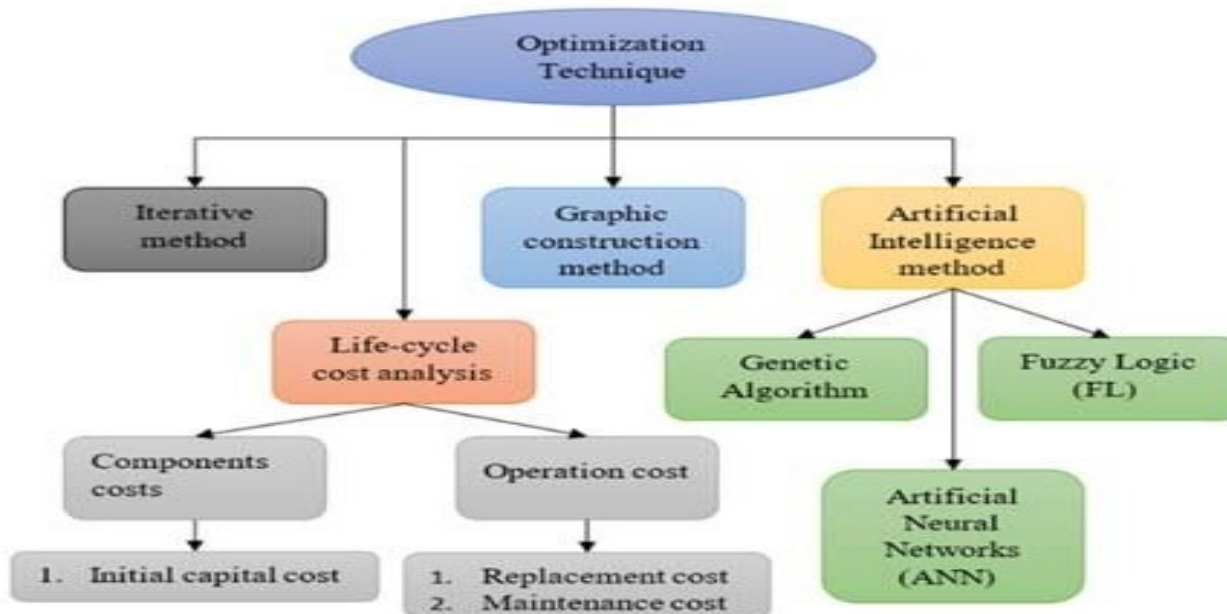 Optimization
Technique
Iterative
method
Graphic
construction
method
Artificial
Intelligence
method
Life-cycle
cost analysis
Genetic
Algorithm
Fuzzy Logic
(FL)
Components
costs
Operation cost
Artificial
Neural
Networks
(ANN)
1. Initial capital cost
1. Replacement cost
2. Maintenance cost